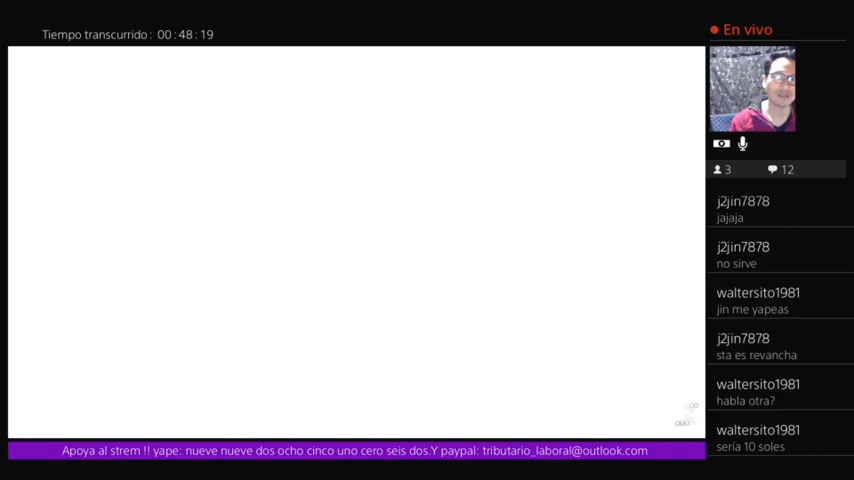 Tiempo transcurrido: 00:48:19
En vivo
3 12
j2jin7878
jajaja
j2jin7878
no sirve
waltersito1981
jin me yapeas
j2jin7878
sta es revancha
waltersito1981
habla otra?
waltersito1981
sería 10 soles
Apoya al strem !! yape: nueve nueve dos ocho cinco uno cero seis dos.Y paypal: tributario_laboral@outlook.com